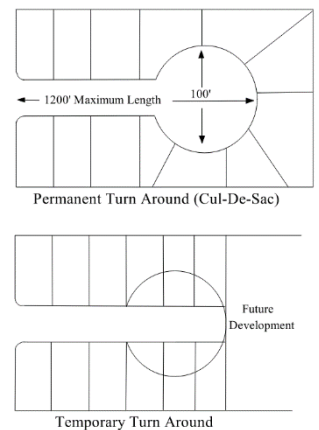 1200' Maximum Length
100'
Permanent Turn Around (Cul-De-Sac)
Future
Development
Temporary Turn Around